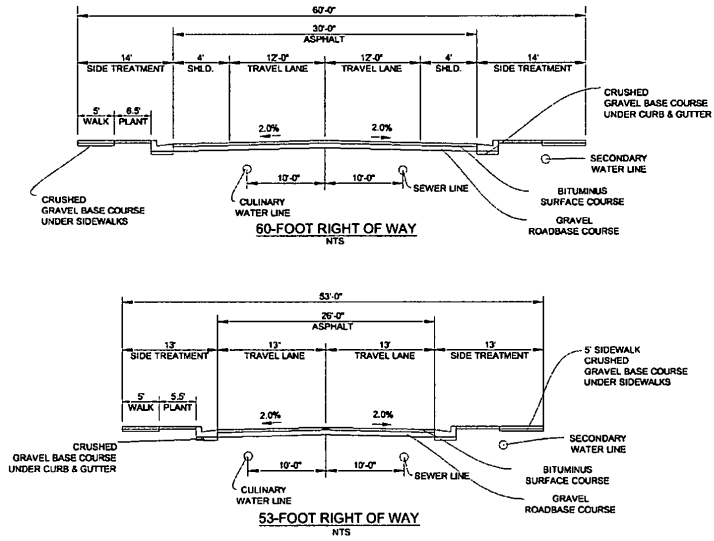 60'-0"
30'-0"
ASPHALT
14' 4' 12'-0" 12'-0" 4' 14'
SIDE TREATMENT SHLD. TRAVEL LANE TRAVEL LANE SHLD. SIDE TREATMENT
5' 6.5'
WALK PLANT
2.0% 2.0%
CRUSHED
GRAVEL BASE COURSE
UNDER CURB & GUTTER
SECONDARY
WATER LINE
10'-0" 10'-0"
SEWER LINE
BITUMINUS
SURFACE COURSE
CULINARY
WATER LINE
CRUSHED
GRAVEL BASE COURSE
UNDER SIDEWALKS
GRAVEL
ROADBASE COURSE
60-FOOT RIGHT OF WAY
NTS
53'-0"
26'-0"
ASPHALT
13' 13' 13' 13'
SIDE TREATMENT TRAVEL LANE TRAVEL LANE SIDE TREATMENT
5' SIDEWALK
CRUSHED
GRAVEL BASE COURSE
UNDER SIDEWALKS
5' 5.5'
WALK PLANT
2.0% 2.0%
CRUSHED
GRAVEL BASE COURSE
UNDER CURB & GUTTER
SECONDARY
WATER LINE
10'-0" 10'-0"
SEWER LINE
BITUMINUS
SURFACE COURSE
CULINARY
WATER LINE
GRAVEL
ROADBASE COURSE
53-FOOT RIGHT OF WAY
NTS